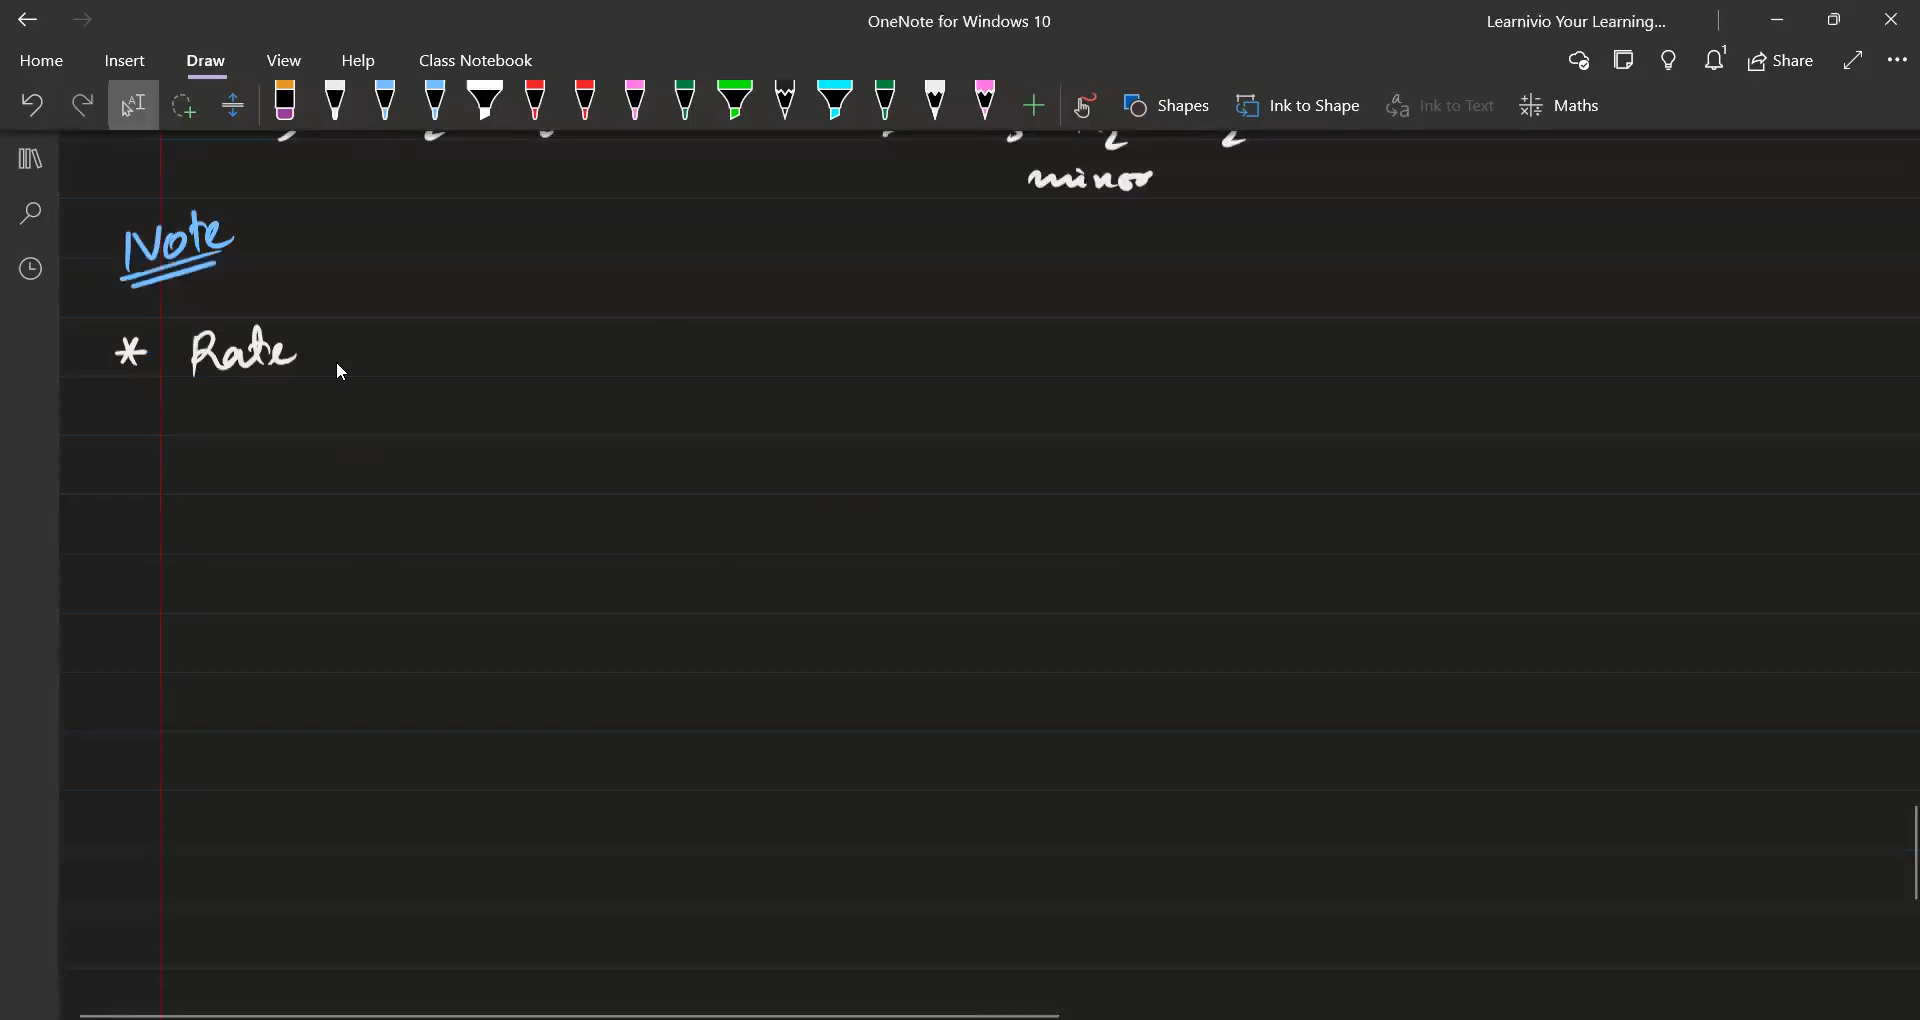 OneNote for Windows 10
Learnivio Your Learning...
Home Insert Draw View Help Class Notebook
1
Share
Shapes Ink to Shape Ink to Text Maths
minor
Note
* Rate